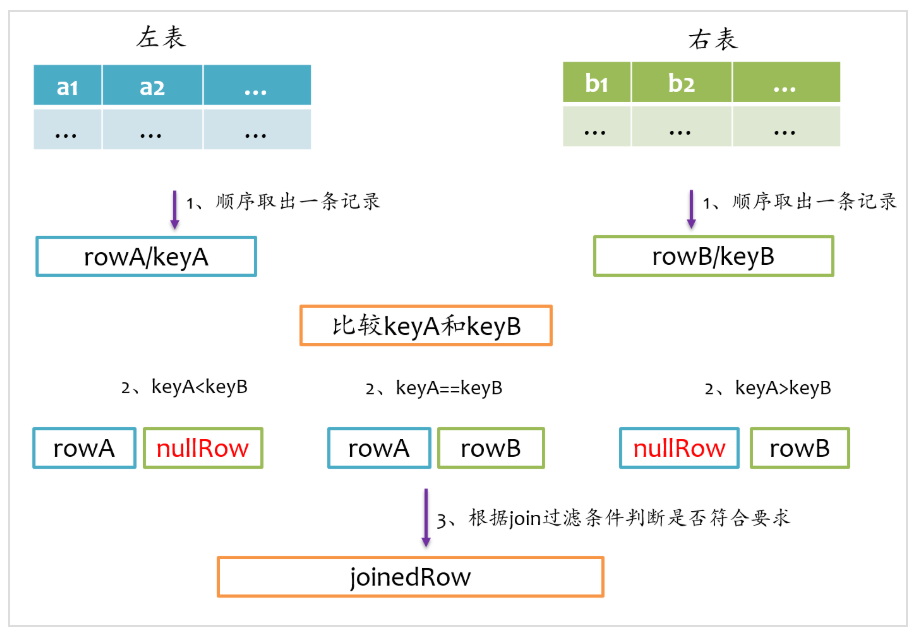 左表
右表
a1 a2 ...
b1 b2 ...
... ... ...
... ... ...
1、顺序取出一条记录
1、顺序取出一条记录
rowA/keyA
rowB/keyB
比较keyA和keyB
2、keyA<keyB
2、keyA==keyB
2、keyA>keyB
rowA nullRow
rowA rowB
nullRow rowB
3、根据join过滤条件判断是否符合要求
joinedRow